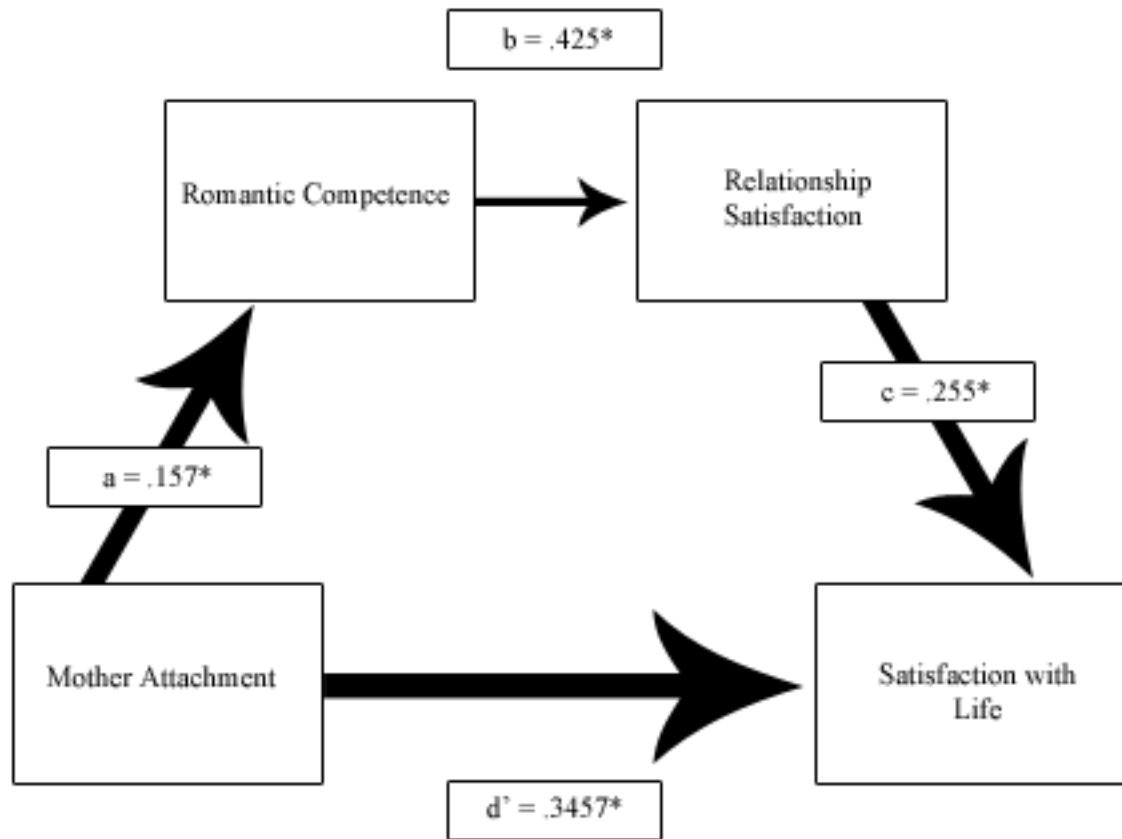 b = .425*
Romantic Competence
Relationship
Satisfaction
c = .255*
a = .157*
Mother Attachment
Satisfaction with
Life
d’ = .3457*